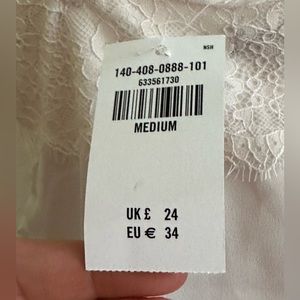 NSH
140-408-0888-101
633561730
MEDIUM
UK £ 24
EU € 34